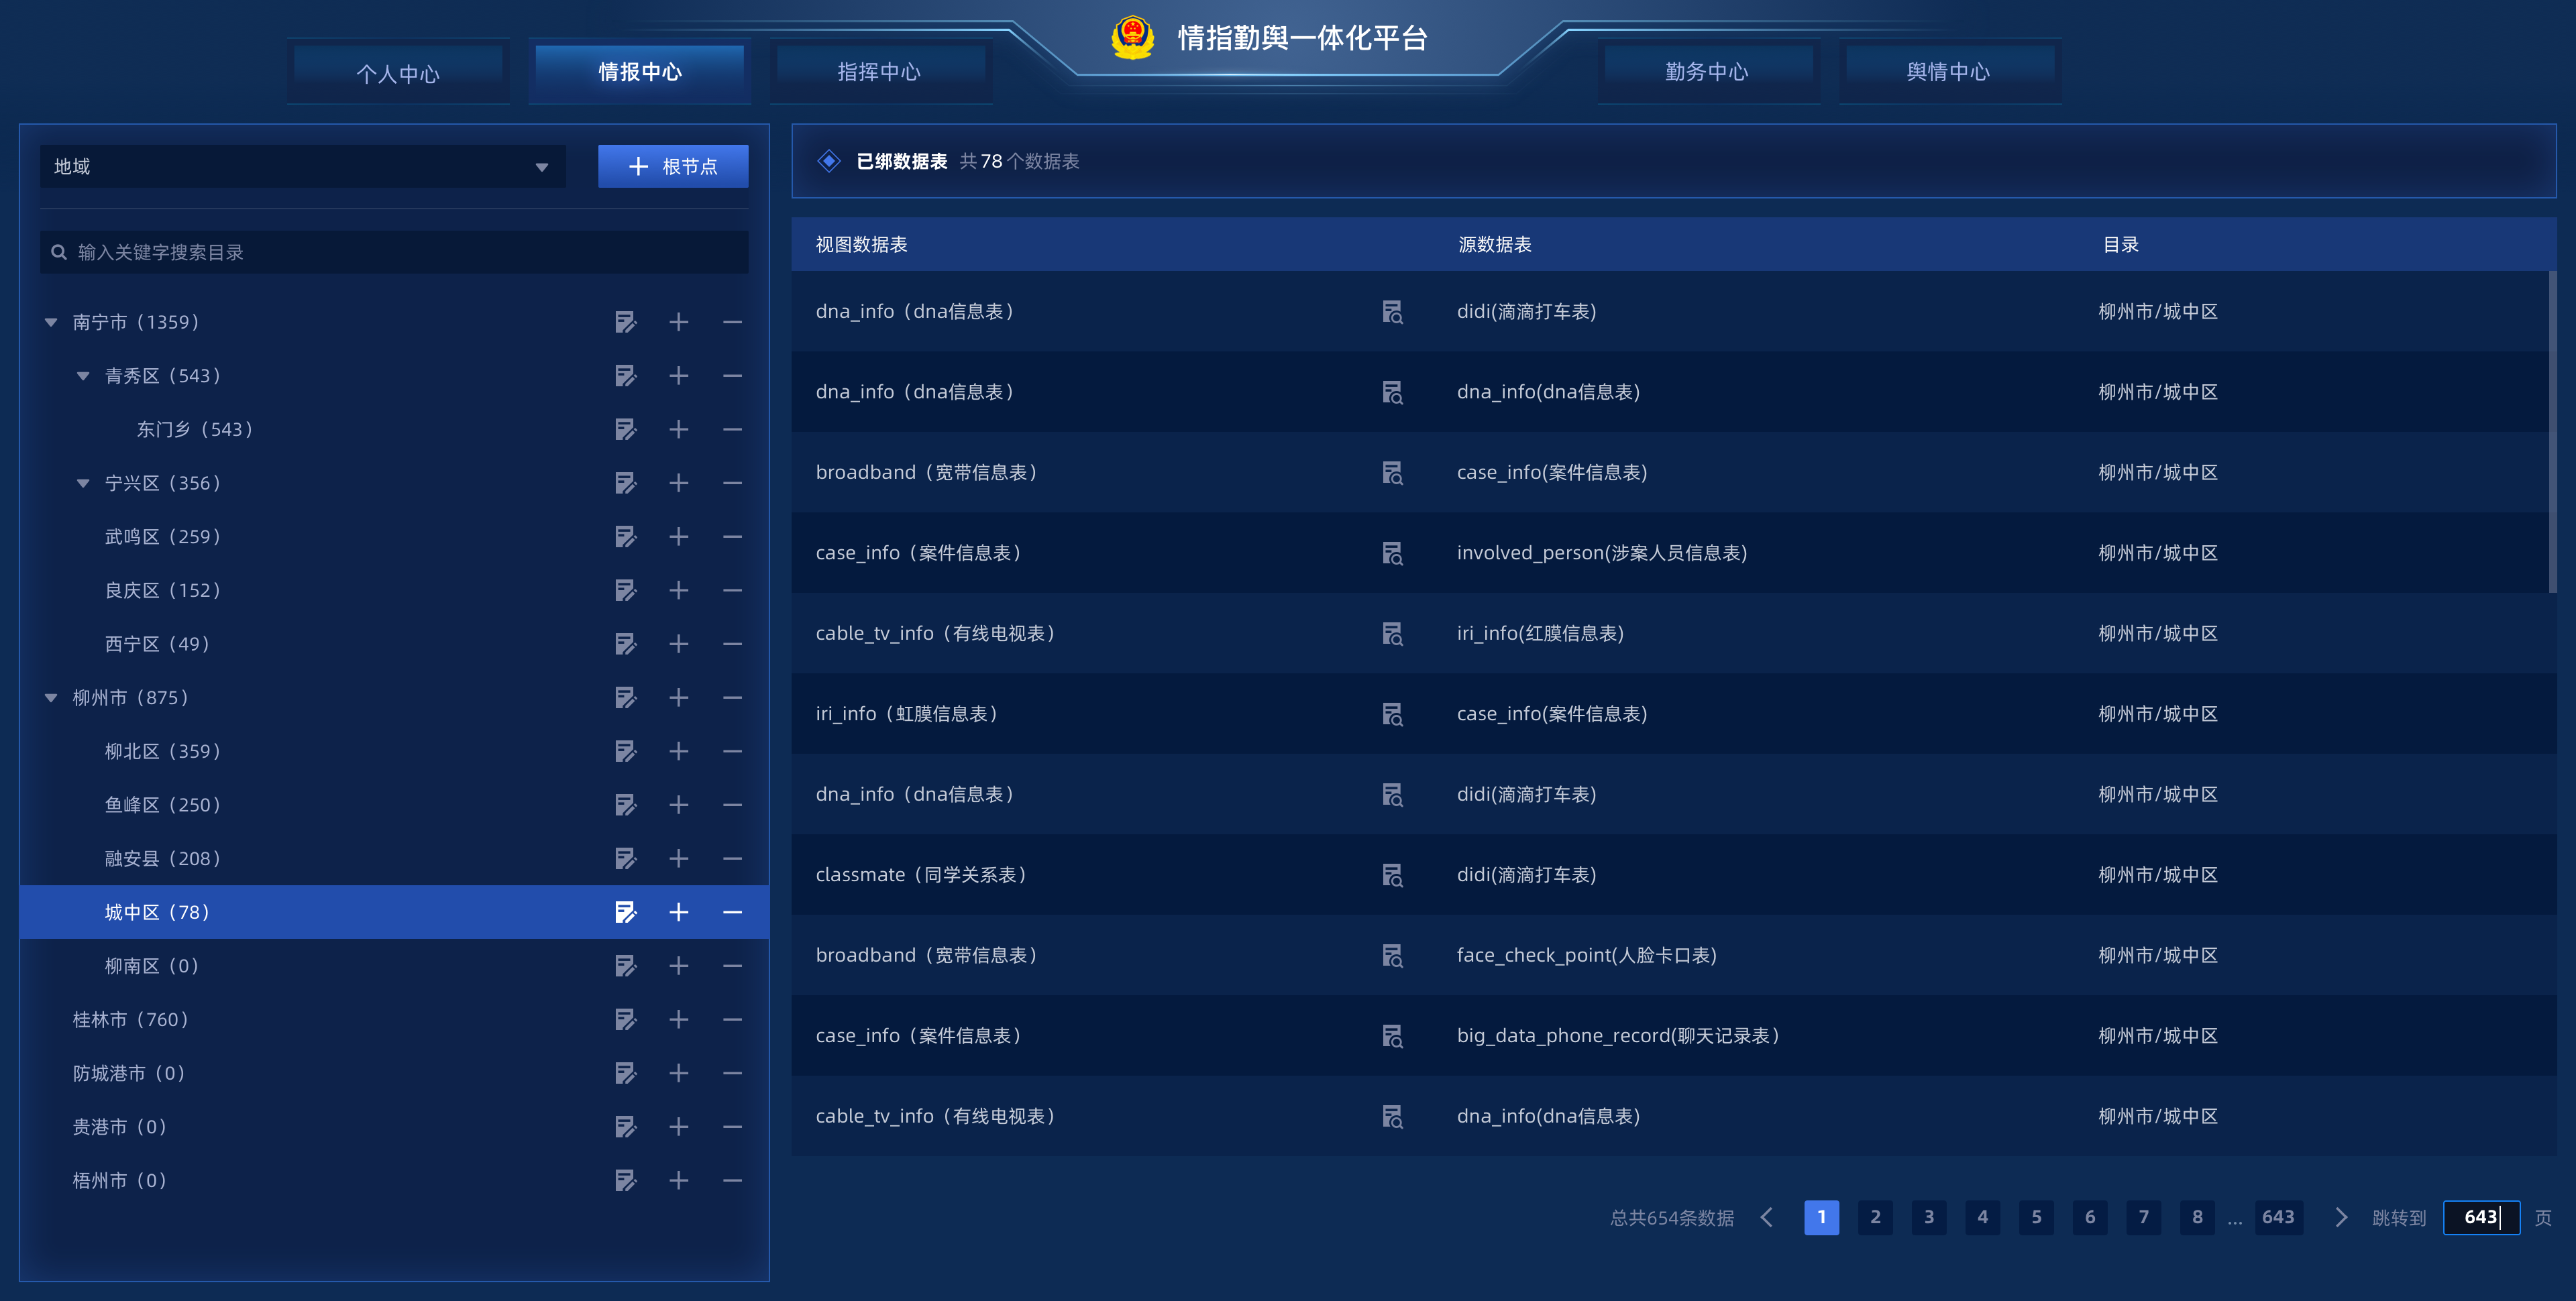 情指勤舆一体化平台
个人中心
情报中心
指挥中心
勤务中心
舆情中心
地域
根节点
输入关键字搜索目录
南宁市（1359）
青秀区（543）
东门乡（543）
宁兴区（356）
武鸣区（259）
良庆区（152）
西宁区（49）
柳州市（875）
柳北区（359）
鱼峰区（250）
融安县（208）
城中区（78）
柳南区（0）
桂林市（760）
防城港市（0）
贵港市（0）
梧州市（0）
已绑数据表 共 78 个数据表
视图数据表 源数据表 目录
dna_info（dna信息表） didi(滴滴打车表) 柳州市/城中区
dna_info（dna信息表） dna_info(dna信息表) 柳州市/城中区
broadband（宽带信息表） case_info(案件信息表) 柳州市/城中区
case_info（案件信息表） involved_person(涉案人员信息表) 柳州市/城中区
cable_tv_info（有线电视表） iri_info(红膜信息表) 柳州市/城中区
iri_info（虹膜信息表） case_info(案件信息表) 柳州市/城中区
dna_info（dna信息表） didi(滴滴打车表) 柳州市/城中区
classmate（同学关系表） didi(滴滴打车表) 柳州市/城中区
broadband（宽带信息表） face_check_point(人脸卡口表) 柳州市/城中区
case_info（案件信息表） big_data_phone_record(聊天记录表） 柳州市/城中区
cable_tv_info（有线电视表） dna_info(dna信息表) 柳州市/城中区
总共654条数据 1 2 3 4 5 6 7 8 ... 643 跳转到 643 页